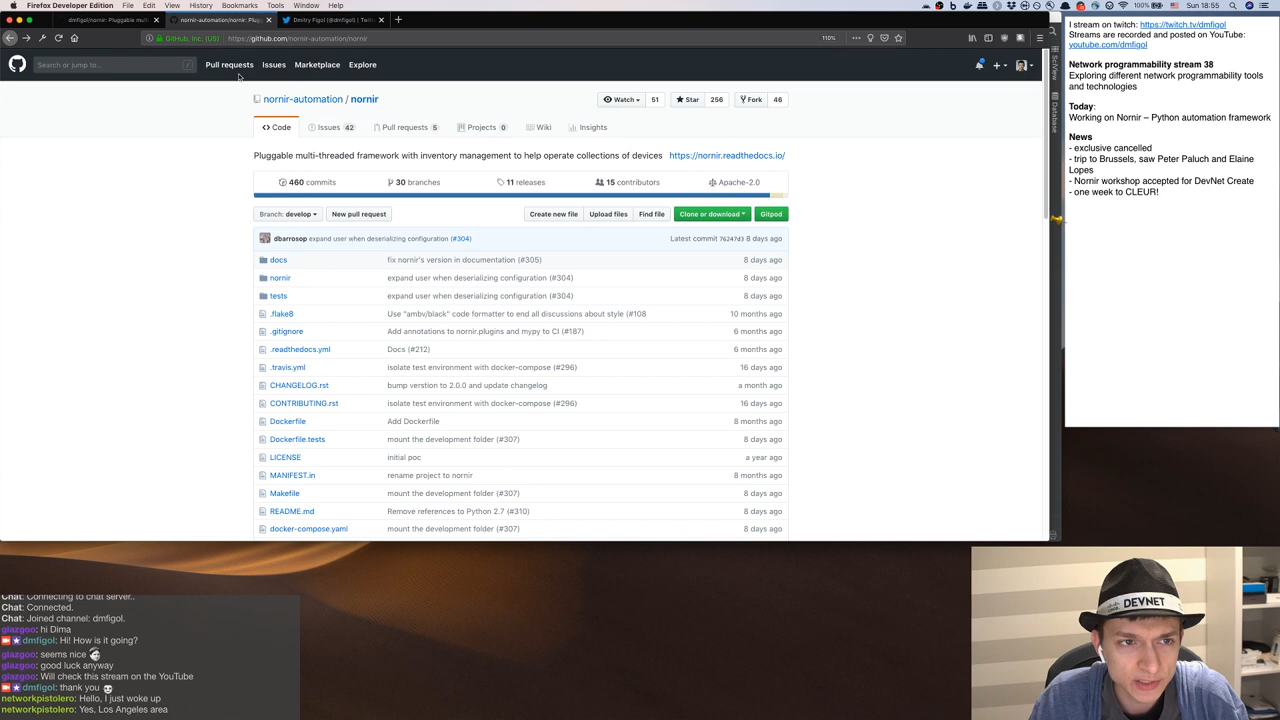 Firefox Developer Edition File Edit View History Bookmarks Tools Window Help
100% Sun 18:55
dmfigol/nornir: Pluggable mult
nornir-automation/nornir: Plugg
Dmitry Figol (@dmfigol) | Twitt
GitHub, Inc. (US) https://github.com/nornir-automation/nornir 110%
Search or jump to... / Pull requests Issues Marketplace Explore
nornir-automation / nornir
Watch 51 Star 256 Fork 46
Code Issues 42 Pull requests 5 Projects 0 Wiki Insights
Pluggable multi-threaded framework with inventory management to help operate collections of devices https://nornir.readthedocs.io/
460 commits 30 branches 11 releases 15 contributors Apache-2.0
Branch: develop New pull request Create new file Upload files Find file Clone or download Gitpod
dbarrosop expand user when deserializing configuration (#304) Latest commit 76247d3 8 days ago
docs fix nornir's version in documentation (#305) 8 days ago
nornir expand user when deserializing configuration (#304) 8 days ago
tests expand user when deserializing configuration (#304) 8 days ago
.flake8 Use "ambv/black" code formatter to end all discussions about style (#108 10 months ago
.gitignore Add annotations to nornir.plugins and mypy to CI (#187) 6 months ago
.readthedocs.yml Docs (#212) 6 months ago
.travis.yml isolate test environment with docker-compose (#296) 16 days ago
CHANGELOG.rst bump verstion to 2.0.0 and update changelog a month ago
CONTRIBUTING.rst isolate test environment with docker-compose (#296) 16 days ago
Dockerfile Add Dockerfile 8 months ago
Dockerfile.tests mount the development folder (#307) 8 days ago
LICENSE initial poc a year ago
MANIFEST.in rename project to nornir 8 months ago
Makefile mount the development folder (#307) 8 days ago
README.md Remove references to Python 2.7 (#310) 8 days ago
docker-compose.yaml mount the development folder (#307) 8 days ago
SciView
Database
I stream on twitch: https://twitch.tv/dmfigol
Streams are recorded and posted on YouTube:
youtube.com/dmfigol
Network programmability stream 38
Exploring different network programmability tools
and technologies
Today:
Working on Nornir – Python automation framework
News
- exclusive cancelled
- trip to Brussels, saw Peter Paluch and Elaine
Lopes
- Nornir workshop accepted for DevNet Create
- one week to CLEUR!
Chat: Connecting to chat server..
Chat: Connected.
Chat: Joined channel: dmfigol.
glazgoo: hi Dima
dmfigol: Hi! How is it going?
glazgoo: seems nice
glazgoo: good luck anyway
glazgoo: Will check this stream on the YouTube
dmfigol: thank you
networkpistolero: Hello, I just woke up
networkpistolero: Yes, Los Angeles area
DEVNET